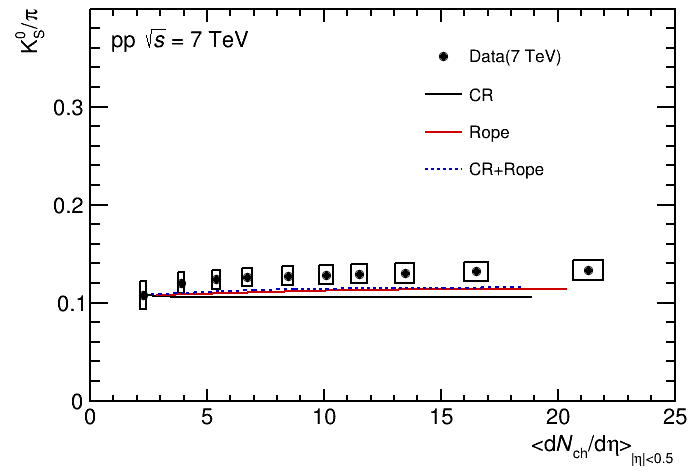 K⁰_S/π
pp √s = 7 TeV
Data(7 TeV)
CR
Rope
CR+Rope
0.3
0.2
0.1
0
0 5 10 15 20 25
<dN_ch/dη>_|η|<0.5